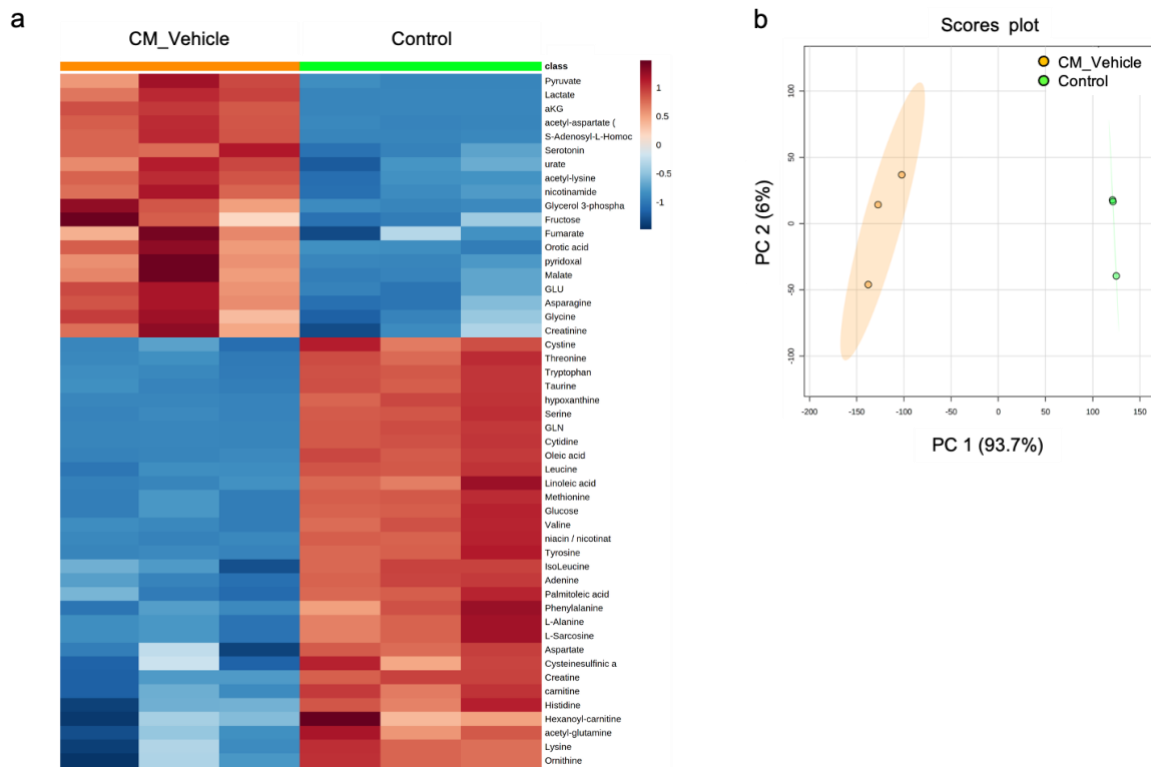 a
CM_Vehicle
Control
class
Pyruvate
Lactate
aKG
acetyl-aspartate (
S-Adenosyl-L-Homoc
Serotonin
urate
acetyl-lysine
nicotinamide
Glycerol 3-phospha
Fructose
Fumarate
Orotic acid
pyridoxal
Malate
GLU
Asparagine
Glycine
Creatinine
Cystine
Threonine
Tryptophan
Taurine
hypoxanthine
Serine
GLN
Cytidine
Oleic acid
Leucine
Linoleic acid
Methionine
Glucose
Valine
niacin / nicotinat
Tyrosine
IsoLeucine
Adenine
Palmitoleic acid
Phenylalanine
L-Alanine
L-Sarcosine
Aspartate
Cysteinesulfinic a
Creatine
carnitine
Histidine
Hexanoyl-carnitine
acetyl-glutamine
Lysine
Ornithine
1
0.5
0
-0.5
-1
b
Scores plot
CM_Vehicle
Control
PC 2 (6%)
100
50
0
-50
-100
-200
-150
-100
-50
0
50
100
150
PC 1 (93.7%)